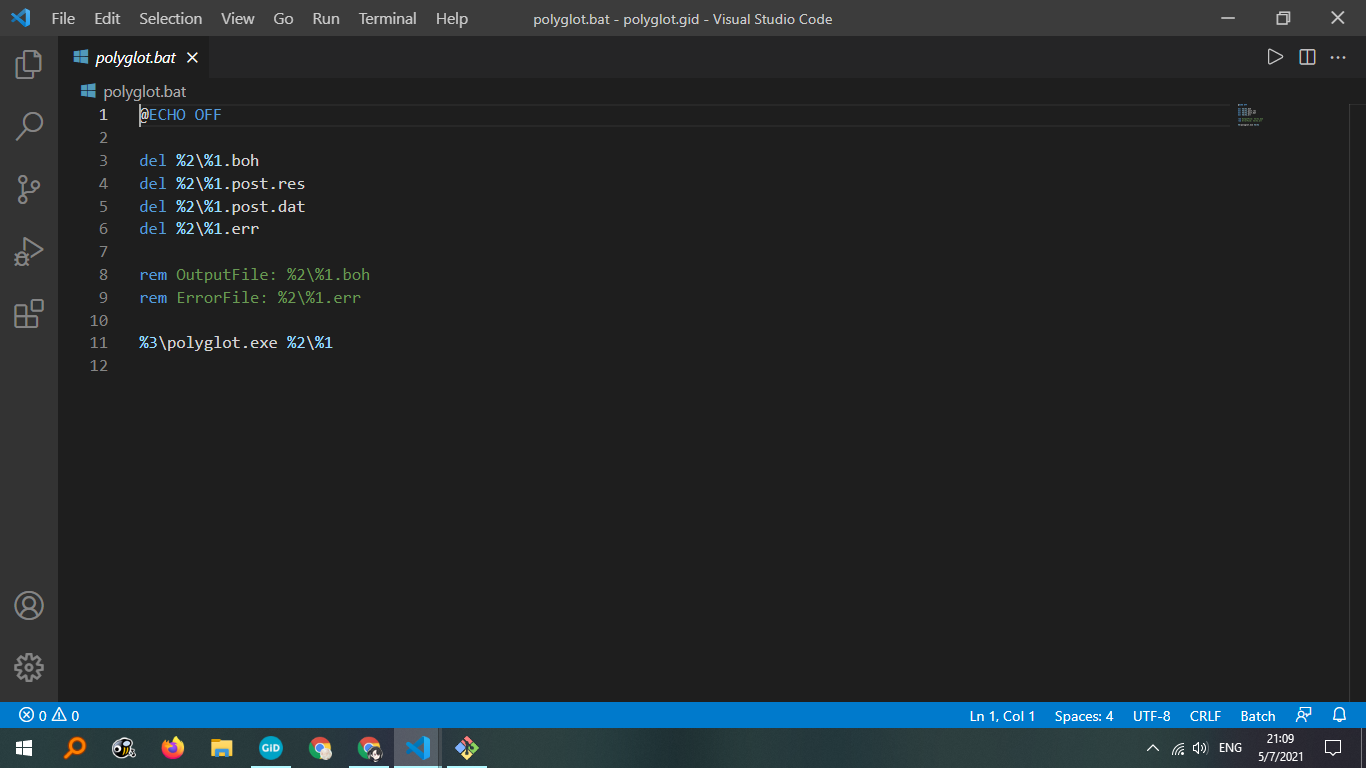 File Edit Selection View Go Run Terminal Help polyglot.bat - polyglot.gid - Visual Studio Code
polyglot.bat
polyglot.bat
1 @ECHO OFF
2
3 del %2\%1.boh
4 del %2\%1.post.res
5 del %2\%1.post.dat
6 del %2\%1.err
7
8 rem OutputFile: %2\%1.boh
9 rem ErrorFile: %2\%1.err
10
11 %3\polyglot.exe %2\%1
12
0 0 Ln 1, Col 1 Spaces: 4 UTF-8 CRLF Batch
GiD ENG 21:09
5/7/2021